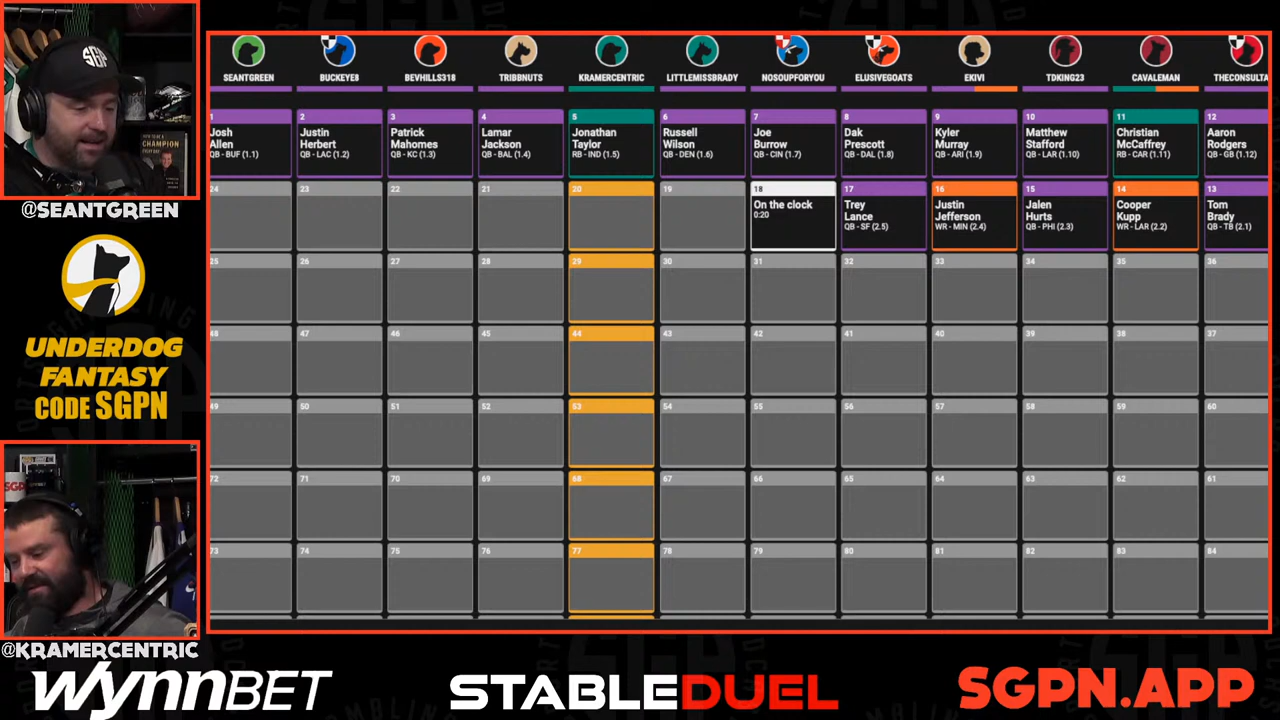 SEANTGREEN
BUCKEYE8
BEVHILLS318
TRIBBNUTS
KRAMERCENTRIC
LITTLEMISSBRADY
NOSOUPFORYOU
ELUSIVEGOATS
EKIVI
TDKING23
CAVALEMAN
THECONSULTA
1
Josh
Allen
QB - BUF (1.1)
2
Justin
Herbert
QB - LAC (1.2)
3
Patrick
Mahomes
QB - KC (1.3)
4
Lamar
Jackson
QB - BAL (1.4)
5
Jonathan
Taylor
RB - IND (1.5)
6
Russell
Wilson
QB - DEN (1.6)
7
Joe
Burrow
QB - CIN (1.7)
8
Dak
Prescott
QB - DAL (1.8)
9
Kyler
Murray
QB - ARI (1.9)
10
Matthew
Stafford
QB - LAR (1.10)
11
Christian
McCaffrey
RB - CAR (1.11)
12
Aaron
Rodgers
QB - GB (1.12)
24
23
22
21
20
19
18
On the clock
0:20
17
Trey
Lance
QB - SF (2.5)
16
Justin
Jefferson
WR - MIN (2.4)
15
Jalen
Hurts
QB - PHI (2.3)
14
Cooper
Kupp
WR - LAR (2.2)
13
Tom
Brady
QB - TB (2.1)
25
26
27
28
29
30
31
32
33
34
35
36
48
47
46
45
44
43
42
41
40
39
38
37
49
50
51
52
53
54
55
56
57
58
59
60
72
71
70
69
68
67
66
65
64
63
62
61
73
74
75
76
77
78
79
80
81
82
83
84
SGP
CHAMPION
@SEANTGREEN
UNDERDOG
FANTASY
CODE SGPN
SGP
@KRAMERCENTRIC
WynnBET
STABLEDUEL
SGPN.APP